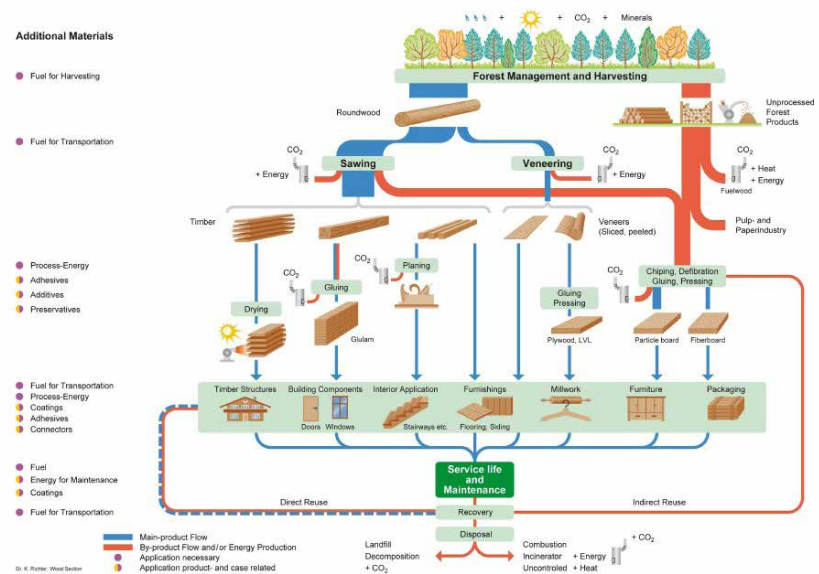 + + CO₂ + Minerals
Additional Materials
Forest Management and Harvesting
Fuel for Harvesting
Roundwood
Unprocessed
Forest
Products
Fuel for Transportation
CO₂
+ Energy
Sawing
Veneering
CO₂
+ Energy
CO₂
+ Heat
+ Energy
Fuelwood
Timber
Veneers
(Sliced, peeled)
Pulp- and
Paperindustry
Process-Energy
Adhesives
Additives
Preservatives
CO₂
Gluing
CO₂
Planing
CO₂
Chiping, Defibration
Gluing, Pressing
Drying
Gluing
Pressing
Glulam
Plywood, LVL
Particle board
Fiberboard
Fuel for Transportation
Process-Energy
Coatings
Adhesives
Connectors
Timber Structures
Building Components
Interior Application
Furnishings
Millwork
Furniture
Packaging
Doors Windows
Stairways etc.
Flooring, Siding
Fuel
Energy for Maintenance
Coatings
Fuel for Transportation
Service life
and
Maintenance
Direct Reuse
Recovery
Indirect Reuse
Disposal
Landfill
Decomposition
+ CO₂
Combustion
Incinerator + Energy
Uncontroled + Heat
+ CO₂
Main-product Flow
By-product Flow and/or Energy Production
Application necessary
Application product- and case related
Dr. K. Richter, Wood Section